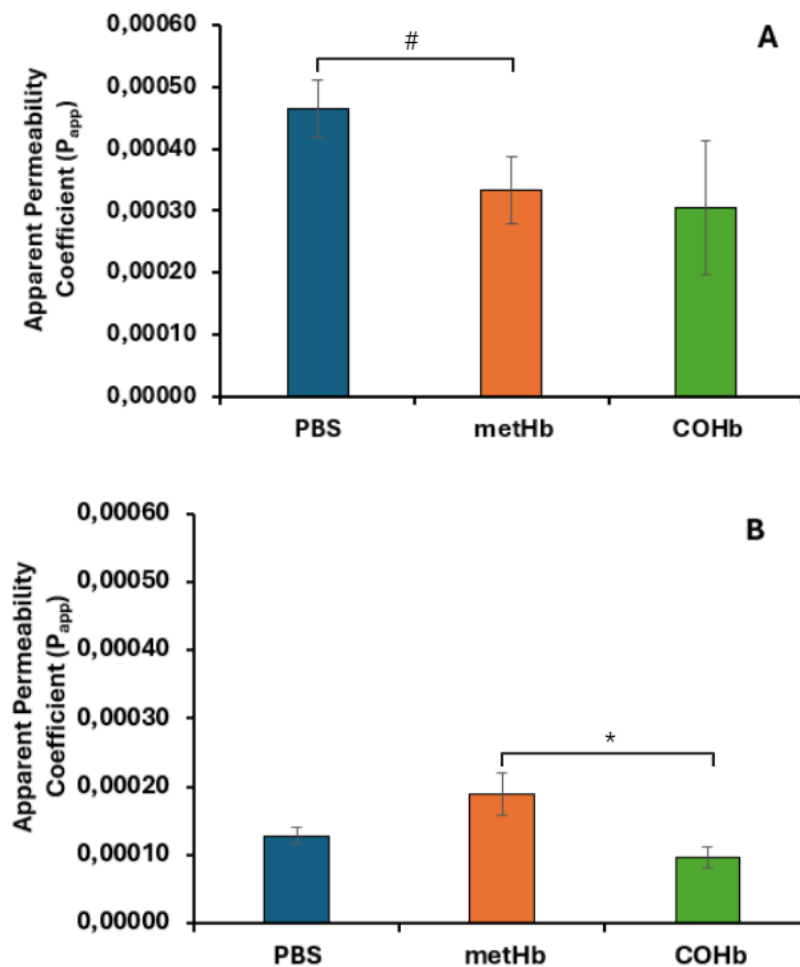 A
#
Apparent Permeability
Coefficient (Papp)
0,00060
0,00050
0,00040
0,00030
0,00020
0,00010
0,00000
PBS metHb COHb
B
*
Apparent Permeability
Coefficient (Papp)
0,00060
0,00050
0,00040
0,00030
0,00020
0,00010
0,00000
PBS metHb COHb